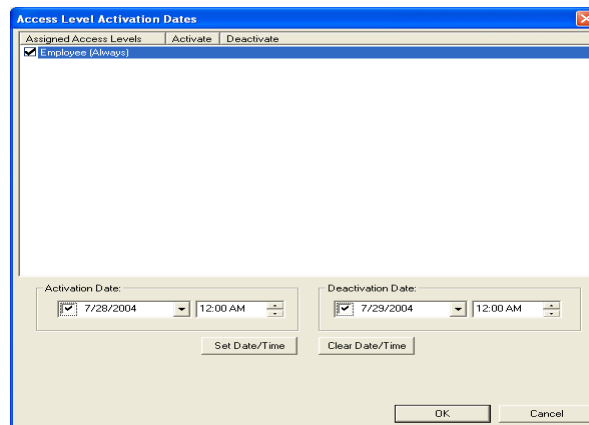 Access Level Activation Dates
Assigned Access Levels Activate Deactivate
Employee (Always)
Activation Date: Deactivation Date:
7/28/2004 12:00 AM 7/29/2004 12:00 AM
Set Date/Time Clear Date/Time
OK Cancel